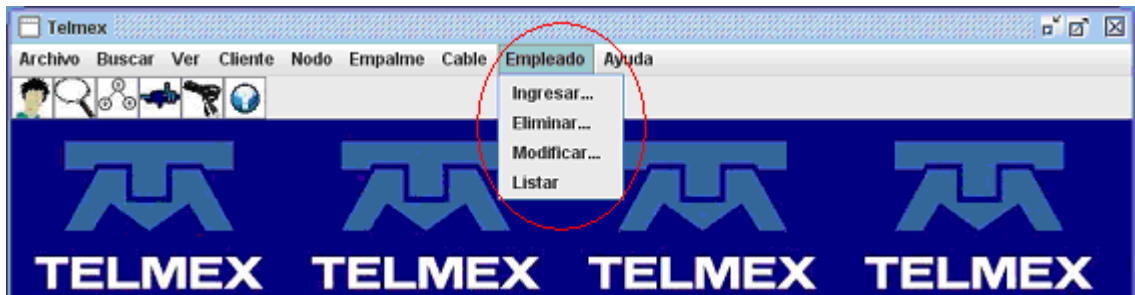 Telmex
Archivo Buscar Ver Cliente Nodo Empalme Cable Empleado Ayuda
Ingresar...
Eliminar...
Modificar...
Listar
TELMEX TELMEX TELMEX TELMEX